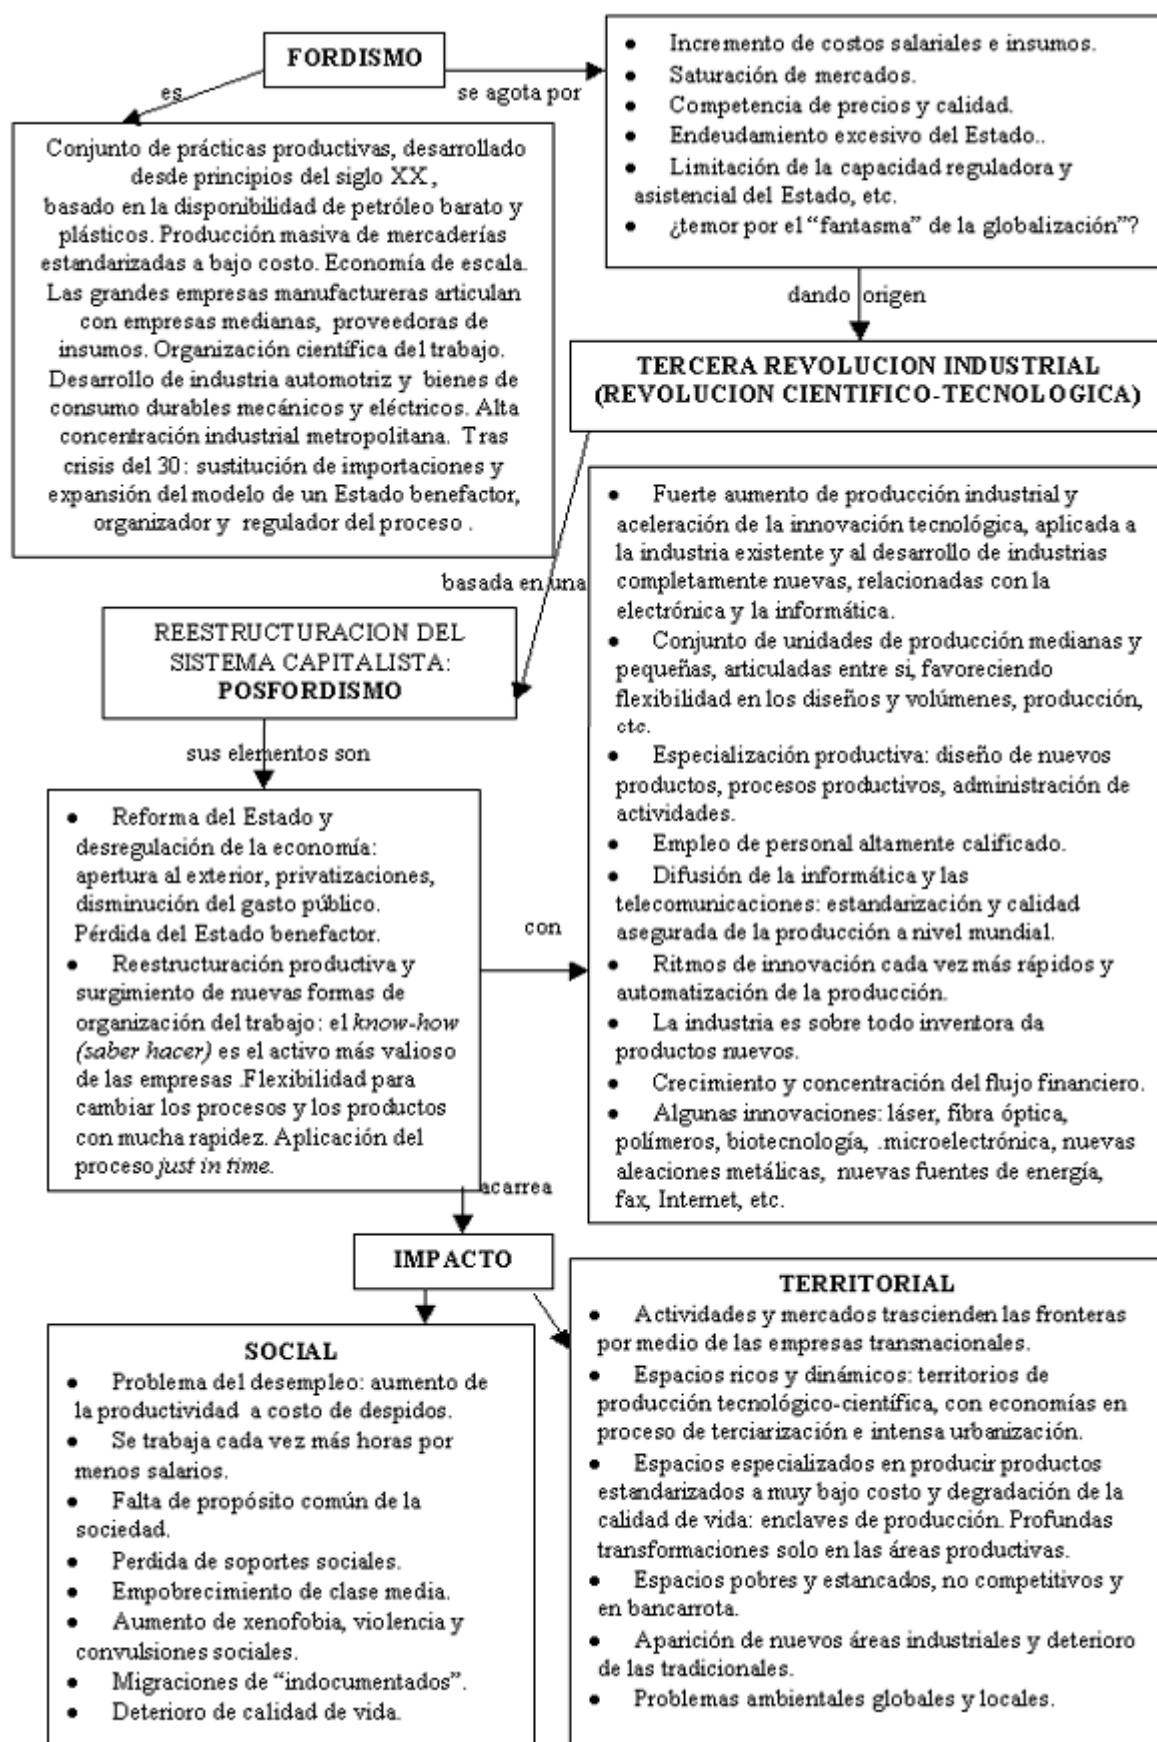 FORDISMO
es
se agota por
• Incremento de costos salariales e insumos.
• Saturación de mercados.
• Competencia de precios y calidad.
• Endeudamiento excesivo del Estado..
• Limitación de la capacidad reguladora y
asistencial del Estado, etc.
• ¿temor por el “fantasma” de la globalización”?
Conjunto de prácticas productivas, desarrollado
desde principios del siglo XX,
basado en la disponibilidad de petróleo barato y
plásticos. Producción masiva de mercaderías
estandarizadas a bajo costo. Economía de escala.
Las grandes empresas manufactureras articulan
con empresas medianas, proveedoras de
insumos. Organización científica del trabajo.
Desarrollo de industria automotriz y bienes de
consumo durables mecánicos y eléctricos. Alta
concentración industrial metropolitana. Tras
crisis del 30: sustitución de importaciones y
expansión del modelo de un Estado benefactor,
organizador y regulador del proceso .
dando origen
TERCERA REVOLUCION INDUSTRIAL
(REVOLUCION CIENTIFICO-TECNOLOGICA)
basada en una
REESTRUCTURACION DEL
SISTEMA CAPITALISTA:
POSFORDISMO
sus elementos son
• Reforma del Estado y
desregulación de la economía:
apertura al exterior, privatizaciones,
disminución del gasto público.
Pérdida del Estado benefactor.
• Reestructuración productiva y
surgimiento de nuevas formas de
organización del trabajo: el know-how
(saber hacer) es el activo más valioso
de las empresas .Flexibilidad para
cambiar los procesos y los productos
con mucha rapidez. Aplicación del
proceso just in time.
con
• Fuerte aumento de producción industrial y
aceleración de la innovación tecnológica, aplicada a
la industria existente y al desarrollo de industrias
completamente nuevas, relacionadas con la
electrónica y la informática.
• Conjunto de unidades de producción medianas y
pequeñas, articuladas entre si, favoreciendo
flexibilidad en los diseños y volúmenes, producción,
etc.
• Especialización productiva: diseño de nuevos
productos, procesos productivos, administración de
actividades.
• Empleo de personal altamente calificado.
• Difusión de la informática y las
telecomunicaciones: estandarización y calidad
asegurada de la producción a nivel mundial.
• Ritmos de innovación cada vez más rápidos y
automatización de la producción.
• La industria es sobre todo inventora da
productos nuevos.
• Crecimiento y concentración del flujo financiero.
• Algunas innovaciones: láser, fibra óptica,
polímeros, biotecnología, .microelectrónica, nuevas
aleaciones metálicas, nuevas fuentes de energía,
fax, Internet, etc.
acarrea
IMPACTO
SOCIAL
• Problema del desempleo: aumento de
la productividad a costo de despidos.
• Se trabaja cada vez más horas por
menos salarios.
• Falta de propósito común de la
sociedad.
• Perdida de soportes sociales.
• Empobrecimiento de clase media.
• Aumento de xenofobia, violencia y
convulsiones sociales.
• Migraciones de “indocumentados”.
• Deterioro de calidad de vida.
TERRITORIAL
• Actividades y mercados trascienden las fronteras
por medio de las empresas transnacionales.
• Espacios ricos y dinámicos: territorios de
producción tecnológico-científica, con economías en
proceso de terciarización e intensa urbanización.
• Espacios especializados en producir productos
estandarizados a muy bajo costo y degradación de la
calidad de vida: enclaves de producción. Profundas
transformaciones solo en las áreas productivas.
• Espacios pobres y estancados, no competitivos y
en bancarrota.
• Aparición de nuevos áreas industriales y deterioro
de las tradicionales.
• Problemas ambientales globales y locales.